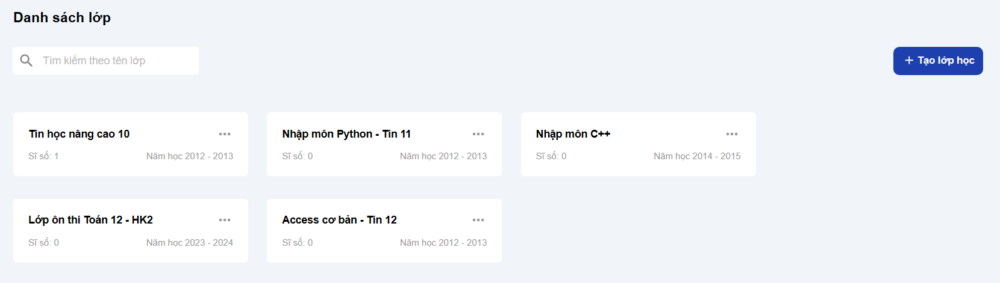 Danh sách lớp
Tìm kiếm theo tên lớp
+ Tạo lớp học
Tin học nâng cao 10
Sĩ số: 1 Năm học 2012 - 2013
Nhập môn Python - Tin 11
Sĩ số: 0 Năm học 2012 - 2013
Nhập môn C++
Sĩ số: 0 Năm học 2014 - 2015
Lớp ôn thi Toán 12 - HK2
Sĩ số: 0 Năm học 2023 - 2024
Access cơ bản - Tin 12
Sĩ số: 0 Năm học 2012 - 2013